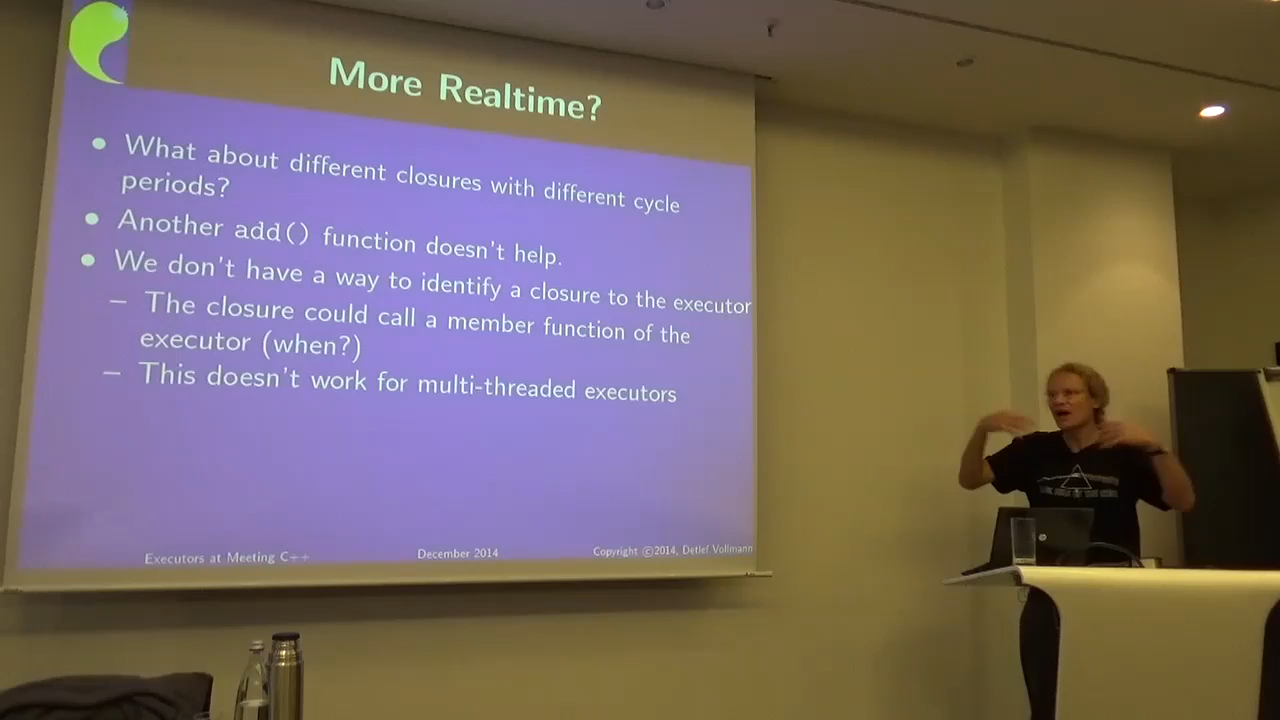 More Realtime?
• What about different closures with different cycle
periods?
• Another add() function doesn't help.
• We don't have a way to identify a closure to the executor
– The closure could call a member function of the
executor (when?)
– This doesn't work for multi-threaded executors
Executors at Meeting C++ December 2014 Copyright ©2014, Detlef Vollmann
hp